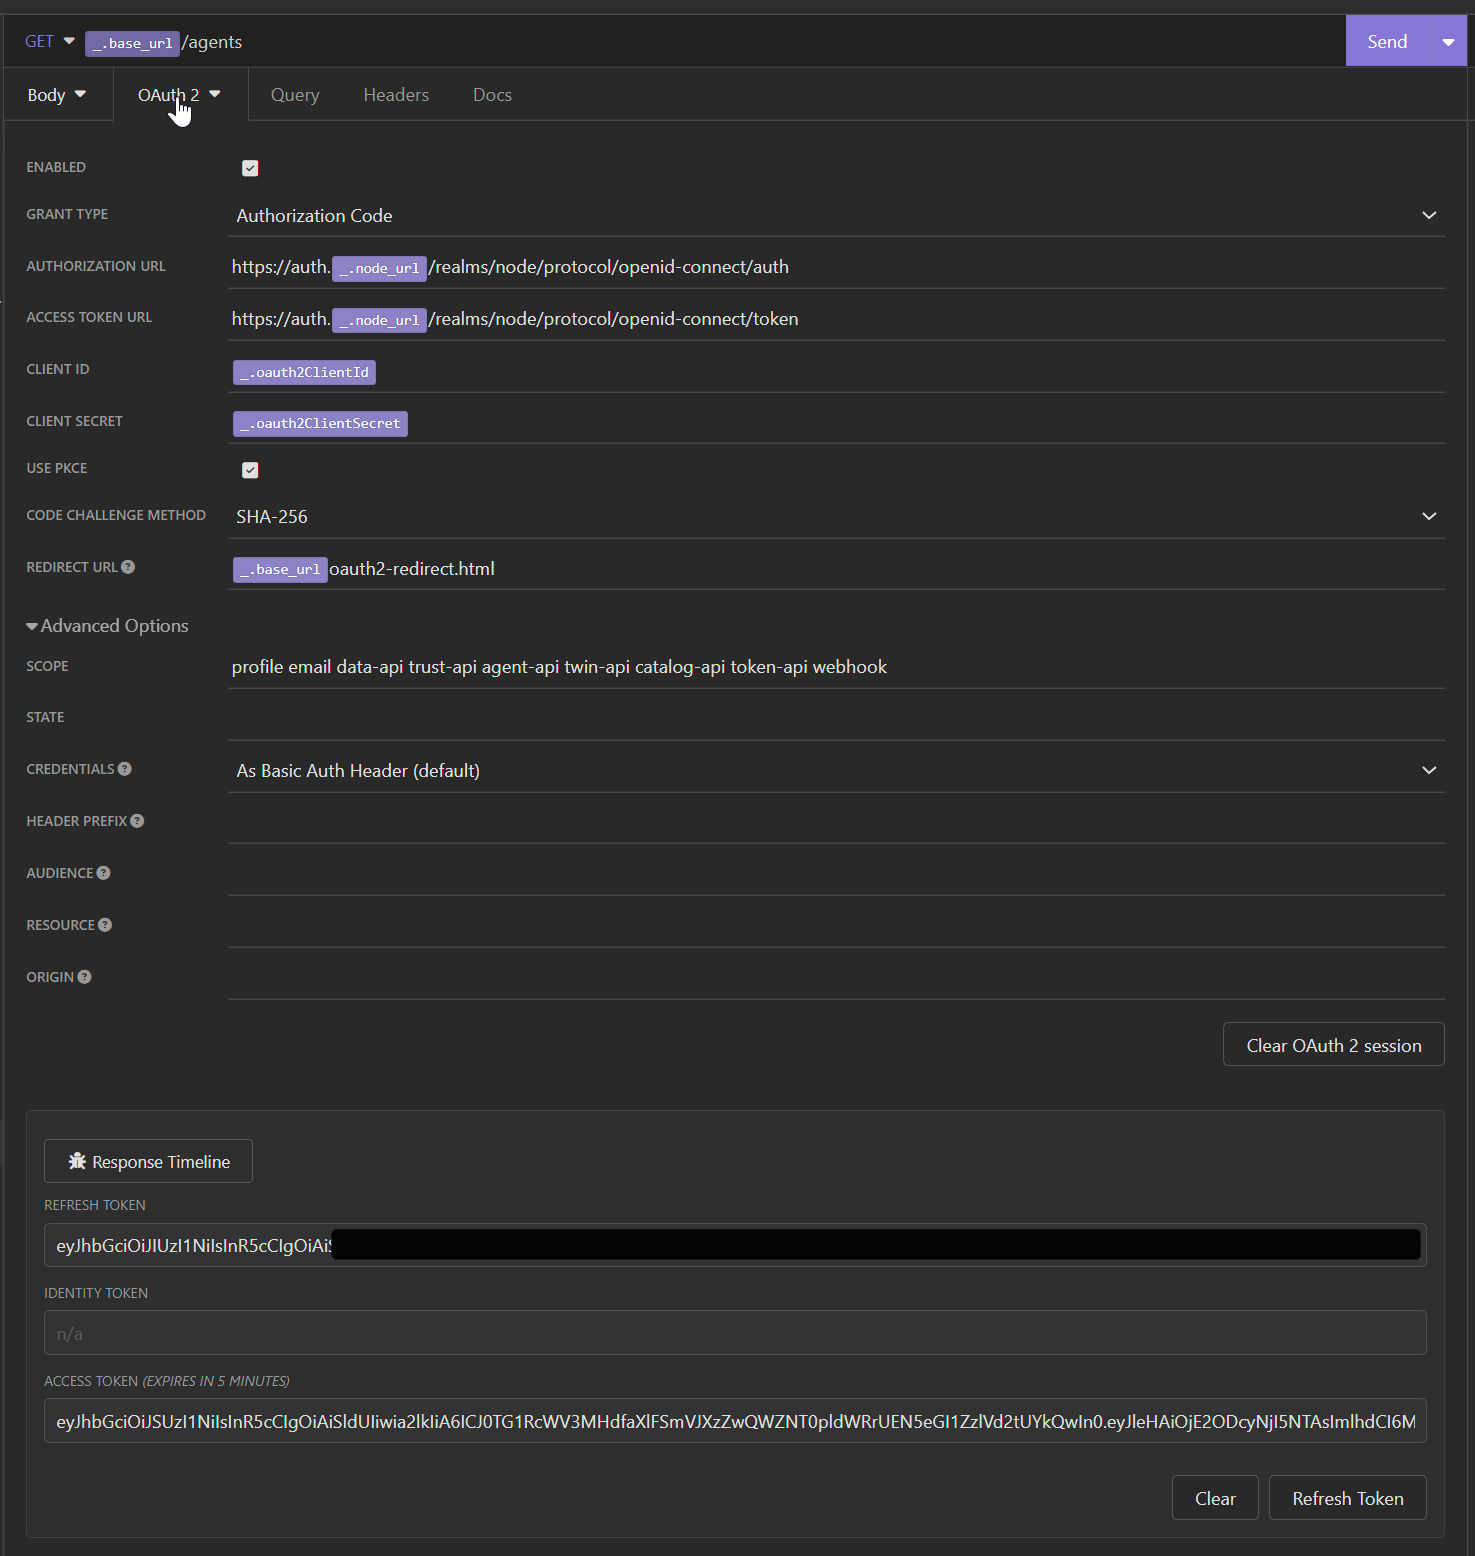 GET _.base_url/agents Send
Body OAuth 2 Query Headers Docs
ENABLED
GRANT TYPE Authorization Code
AUTHORIZATION URL https://auth._.node_url/realms/node/protocol/openid-connect/auth
ACCESS TOKEN URL https://auth._.node_url/realms/node/protocol/openid-connect/token
CLIENT ID _.oauth2ClientId
CLIENT SECRET _.oauth2ClientSecret
USE PKCE
CODE CHALLENGE METHOD SHA-256
REDIRECT URL _.base_urloauth2-redirect.html
Advanced Options
SCOPE profile email data-api trust-api agent-api twin-api catalog-api token-api webhook
STATE
CREDENTIALS As Basic Auth Header (default)
HEADER PREFIX
AUDIENCE
RESOURCE
ORIGIN
Clear OAuth 2 session
Response Timeline
REFRESH TOKEN
eyJhbGciOiJIUzI1NiIsInR5cCIgOiAi
IDENTITY TOKEN
n/a
ACCESS TOKEN (EXPIRES IN 5 MINUTES)
eyJhbGciOiJSUzI1NiIsInR5cCIgOiAiSldUIiwia2lkIiA6ICJ0TG1RcWV3MHdfaXlFSmVJXzZwQWZNT0pldWRrUEN5eGI1ZzlVd2tUYkQwIn0.eyJleHAiOjE2ODcyNjI5NTAsImlhdCI6M
Clear Refresh Token